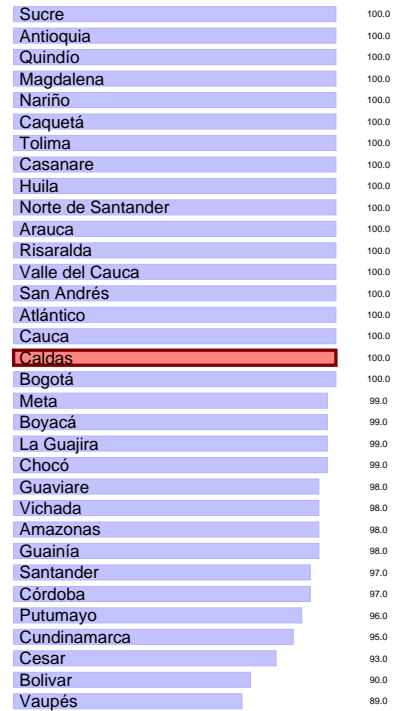 Sucre 100.0
Antioquia 100.0
Quindío 100.0
Magdalena 100.0
Nariño 100.0
Caquetá 100.0
Tolima 100.0
Casanare 100.0
Huila 100.0
Norte de Santander 100.0
Arauca 100.0
Risaralda 100.0
Valle del Cauca 100.0
San Andrés 100.0
Atlántico 100.0
Cauca 100.0
Caldas 100.0
Bogotá 100.0
Meta 99.0
Boyacá 99.0
La Guajira 99.0
Chocó 99.0
Guaviare 98.0
Vichada 98.0
Amazonas 98.0
Guainía 98.0
Santander 97.0
Córdoba 97.0
Putumayo 96.0
Cundinamarca 95.0
Cesar 93.0
Bolivar 90.0
Vaupés 89.0